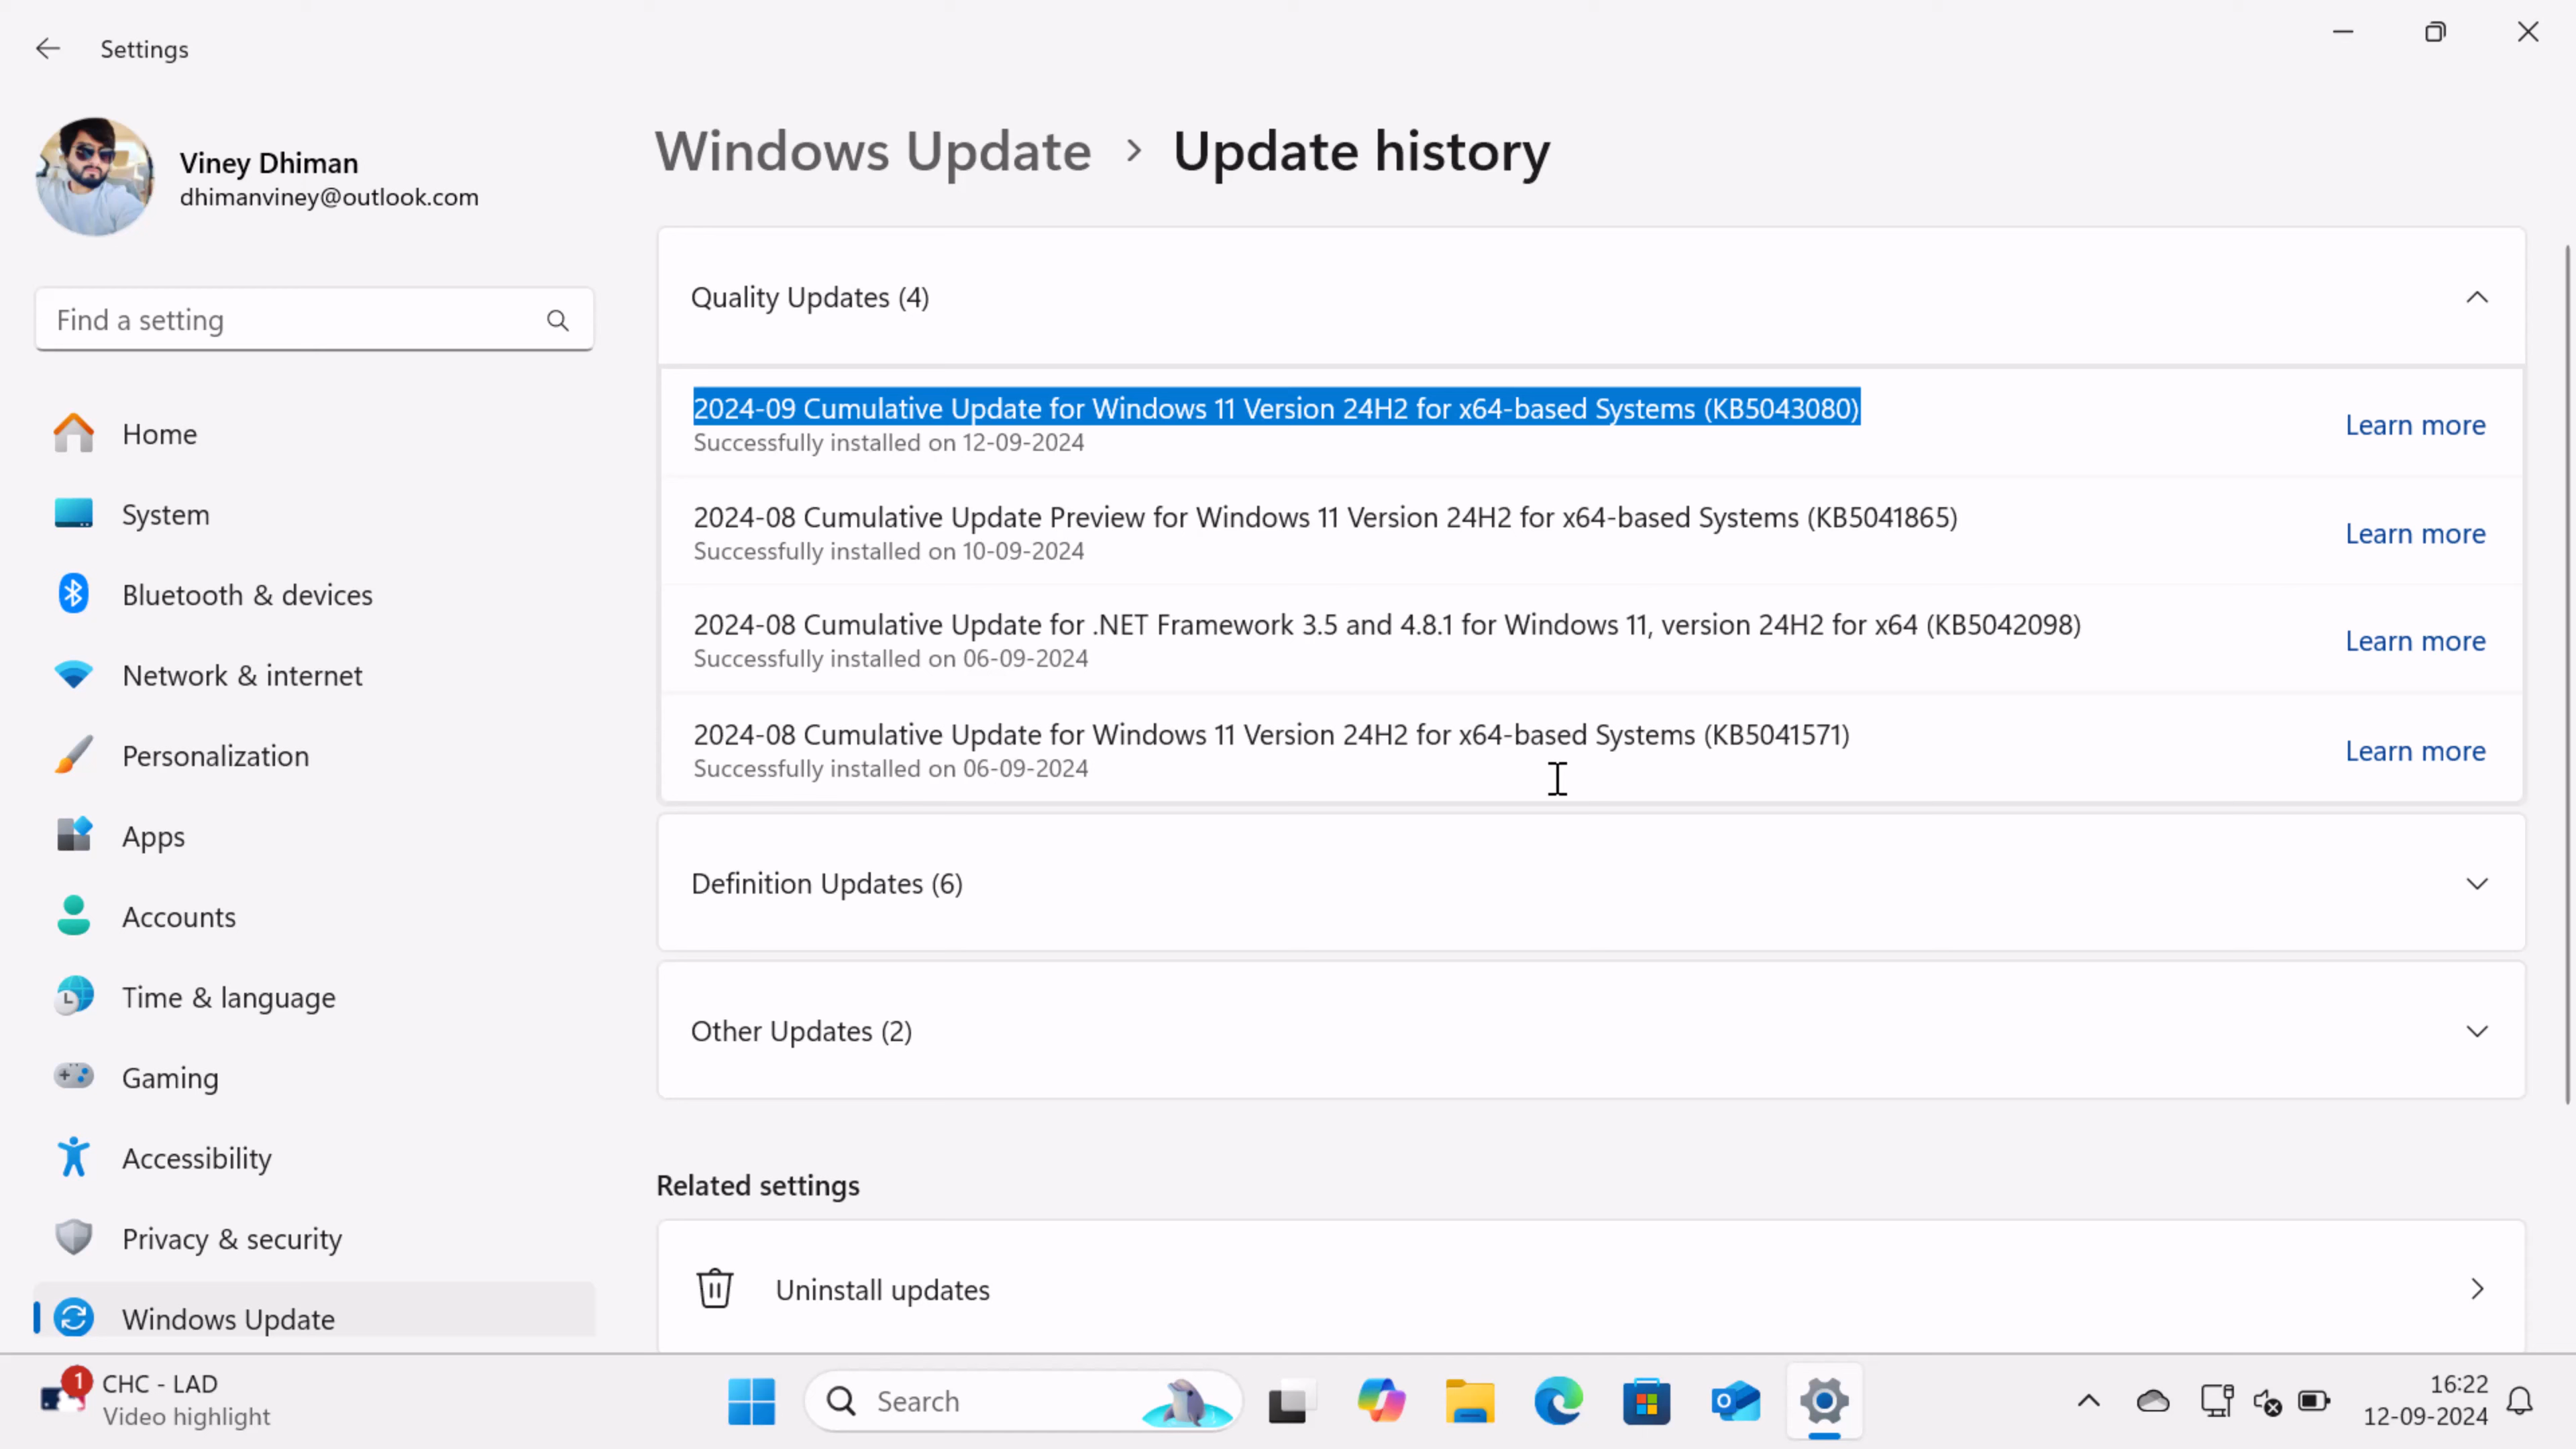 Settings
Viney Dhiman
dhimanviney@outlook.com
Find a setting
Home
System
Bluetooth & devices
Network & internet
Personalization
Apps
Accounts
Time & language
Gaming
Accessibility
Privacy & security
Windows Update
Windows Update > Update history
Quality Updates (4)
2024-09 Cumulative Update for Windows 11 Version 24H2 for x64-based Systems (KB5043080)
Successfully installed on 12-09-2024
Learn more
2024-08 Cumulative Update Preview for Windows 11 Version 24H2 for x64-based Systems (KB5041865)
Successfully installed on 10-09-2024
Learn more
2024-08 Cumulative Update for .NET Framework 3.5 and 4.8.1 for Windows 11, version 24H2 for x64 (KB5042098)
Successfully installed on 06-09-2024
Learn more
2024-08 Cumulative Update for Windows 11 Version 24H2 for x64-based Systems (KB5041571)
Successfully installed on 06-09-2024
Learn more
Definition Updates (6)
Other Updates (2)
Related settings
Uninstall updates
1
CHC - LAD
Video highlight
Search
16:22
12-09-2024